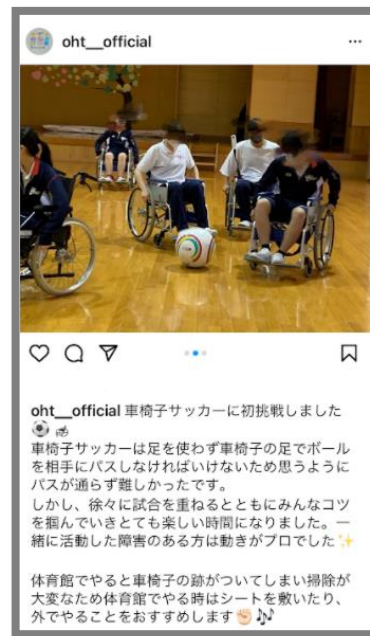 oht__official
oht__official 車椅子サッカーに初挑戦しました
⚽
車椅子サッカーは足を使わず車椅子の足でボール
を相手にパスしなければいけないため思うように
パスが通らず難しかったです。
しかし、徐々に試合を重ねるとともにみんなコツ
を掴んでいきとても楽しい時間になりました。一
緒に活動した障害のある方は動きがプロでした✨
体育館でやると車椅子の跡がついてしまい掃除が
大変なため体育館でやる時はシートを敷いたり、
外でやることをおすすめします✊🏻🎶